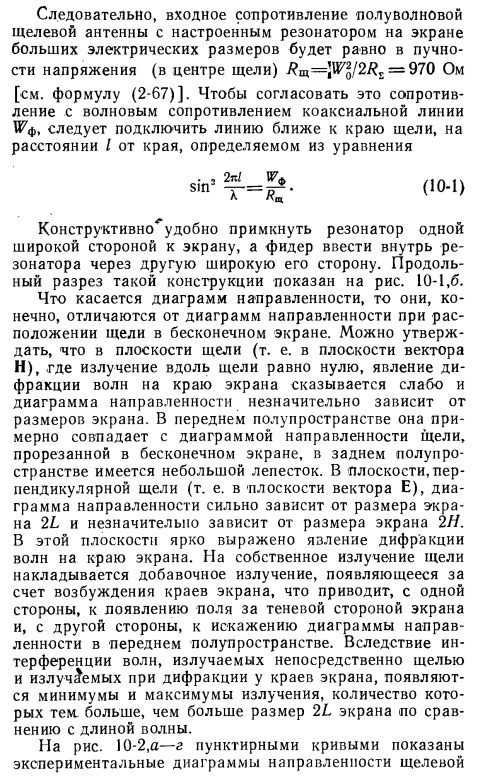 Следовательно, входное сопротивление полуволновой
щелевой антенны с настроенным резонатором на экране
больших электрических размеров будет равно в пучно-
сти напряжения (в центре щели) Rщ=W²₀/2R_Σ=970 Ом
[см. формулу (2-67)]. Чтобы согласовать это сопротив-
ление с волновым сопротивлением коаксиальной линии
Wф, следует подключить линию ближе к краю щели, на
расстоянии l от края, определяемом из уравнения
sin² 2πl/λ = Wф/Rщ. (10-1)
Конструктивно удобно примкнуть резонатор одной
широкой стороной к экрану, а фидер ввести внутрь ре-
зонатора через другую широкую его сторону. Продоль-
ный разрез такой конструкции показан на рис. 10-1,б.
Что касается диаграмм направленности, то они, ко-
нечно, отличаются от диаграмм направленности при рас-
положении щели в бесконечном экране. Можно утверж-
дать, что в плоскости щели (т. е. в плоскости вектора
H), где излучение вдоль щели равно нулю, явление ди-
фракции волн на краю экрана сказывается слабо и
диаграмма направленности незначительно зависит от
размеров экрана. В переднем полупространстве она при-
мерно совпадает с диаграммой направленности щели,
прорезанной в бесконечном экране, в заднем полупро-
странстве имеется небольшой лепесток. В плоскости, пер-
пендикулярной щели (т. е. в плоскости вектора E), диа-
грамма направленности сильно зависит от размера экра-
на 2L и незначительно зависит от размера экрана 2H.
В этой плоскости ярко выражено явление дифракции
волн на краю экрана. На собственное излучение щели
накладывается добавочное излучение, появляющееся за
счет возбуждения краев экрана, что приводит, с одной
стороны, к появлению поля за теневой стороной экрана
и, с другой стороны, к искажению диаграммы направ-
ленности в переднем полупространстве. Вследствие ин-
терференции волн, излучаемых непосредственно щелью
и излучаемых при дифракции у краев экрана, появляют-
ся минимумы и максимумы излучения, количество кото-
рых тем больше, чем больше размер 2L экрана по срав-
нению с длиной волны.
На рис. 10-2,а—г пунктирными кривыми показаны
экспериментальные диаграммы направленности щелевой